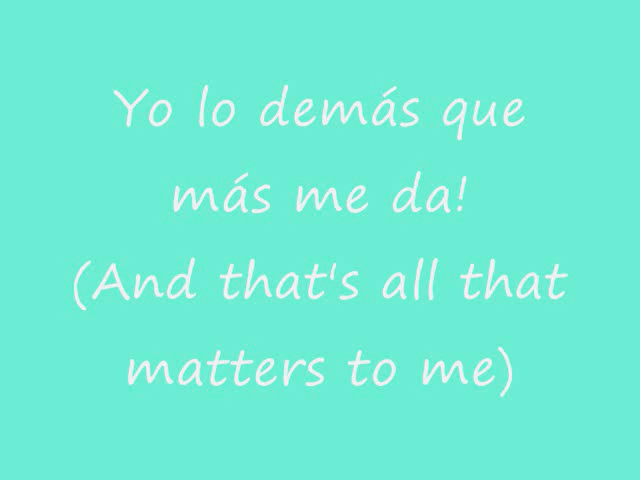 Yo lo demás que
más me da!
(And that's all that
matters to me)